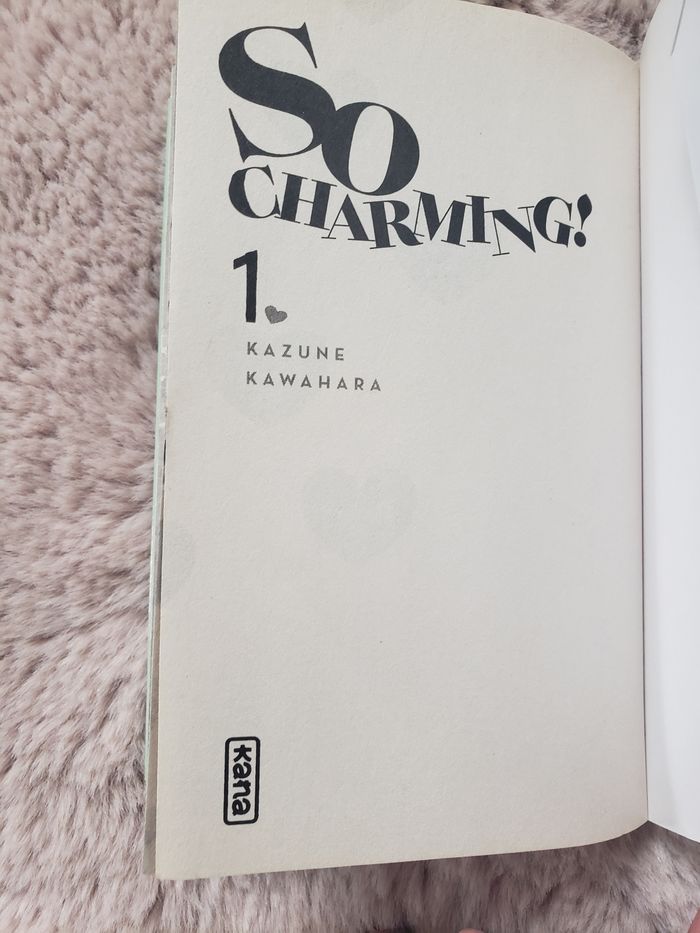 SO
CHARMING!
1
KAZUNE
KAWAHARA
kana